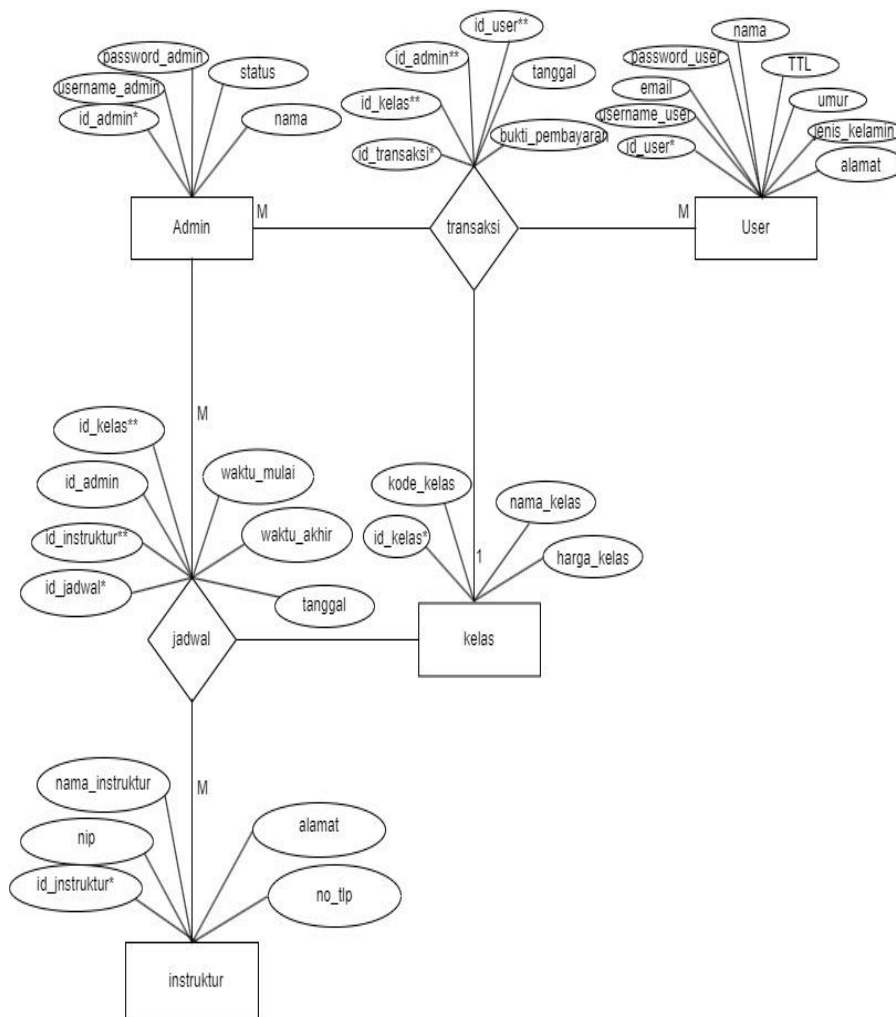 id_user**
nama
password_admin
id_admin**
password_user
status
tanggal
TTL
username_admin
email
id_kelas**
umur
id_admin*
nama
username_user
bukti_pembayaran
jenis_kelamin
id_transaksi*
id_user*
alamat
M
M
Admin
transaksi
User
M
id_kelas**
waktu_mulai
kode_kelas
id_admin
nama_kelas
waktu_akhir
id_instruktur**
id_kelas*
1
harga_kelas
id_jadwal*
tanggal
jadwal
kelas
nama_instruktur
M
alamat
nip
id_jnstruktur*
no_tlp
instruktur